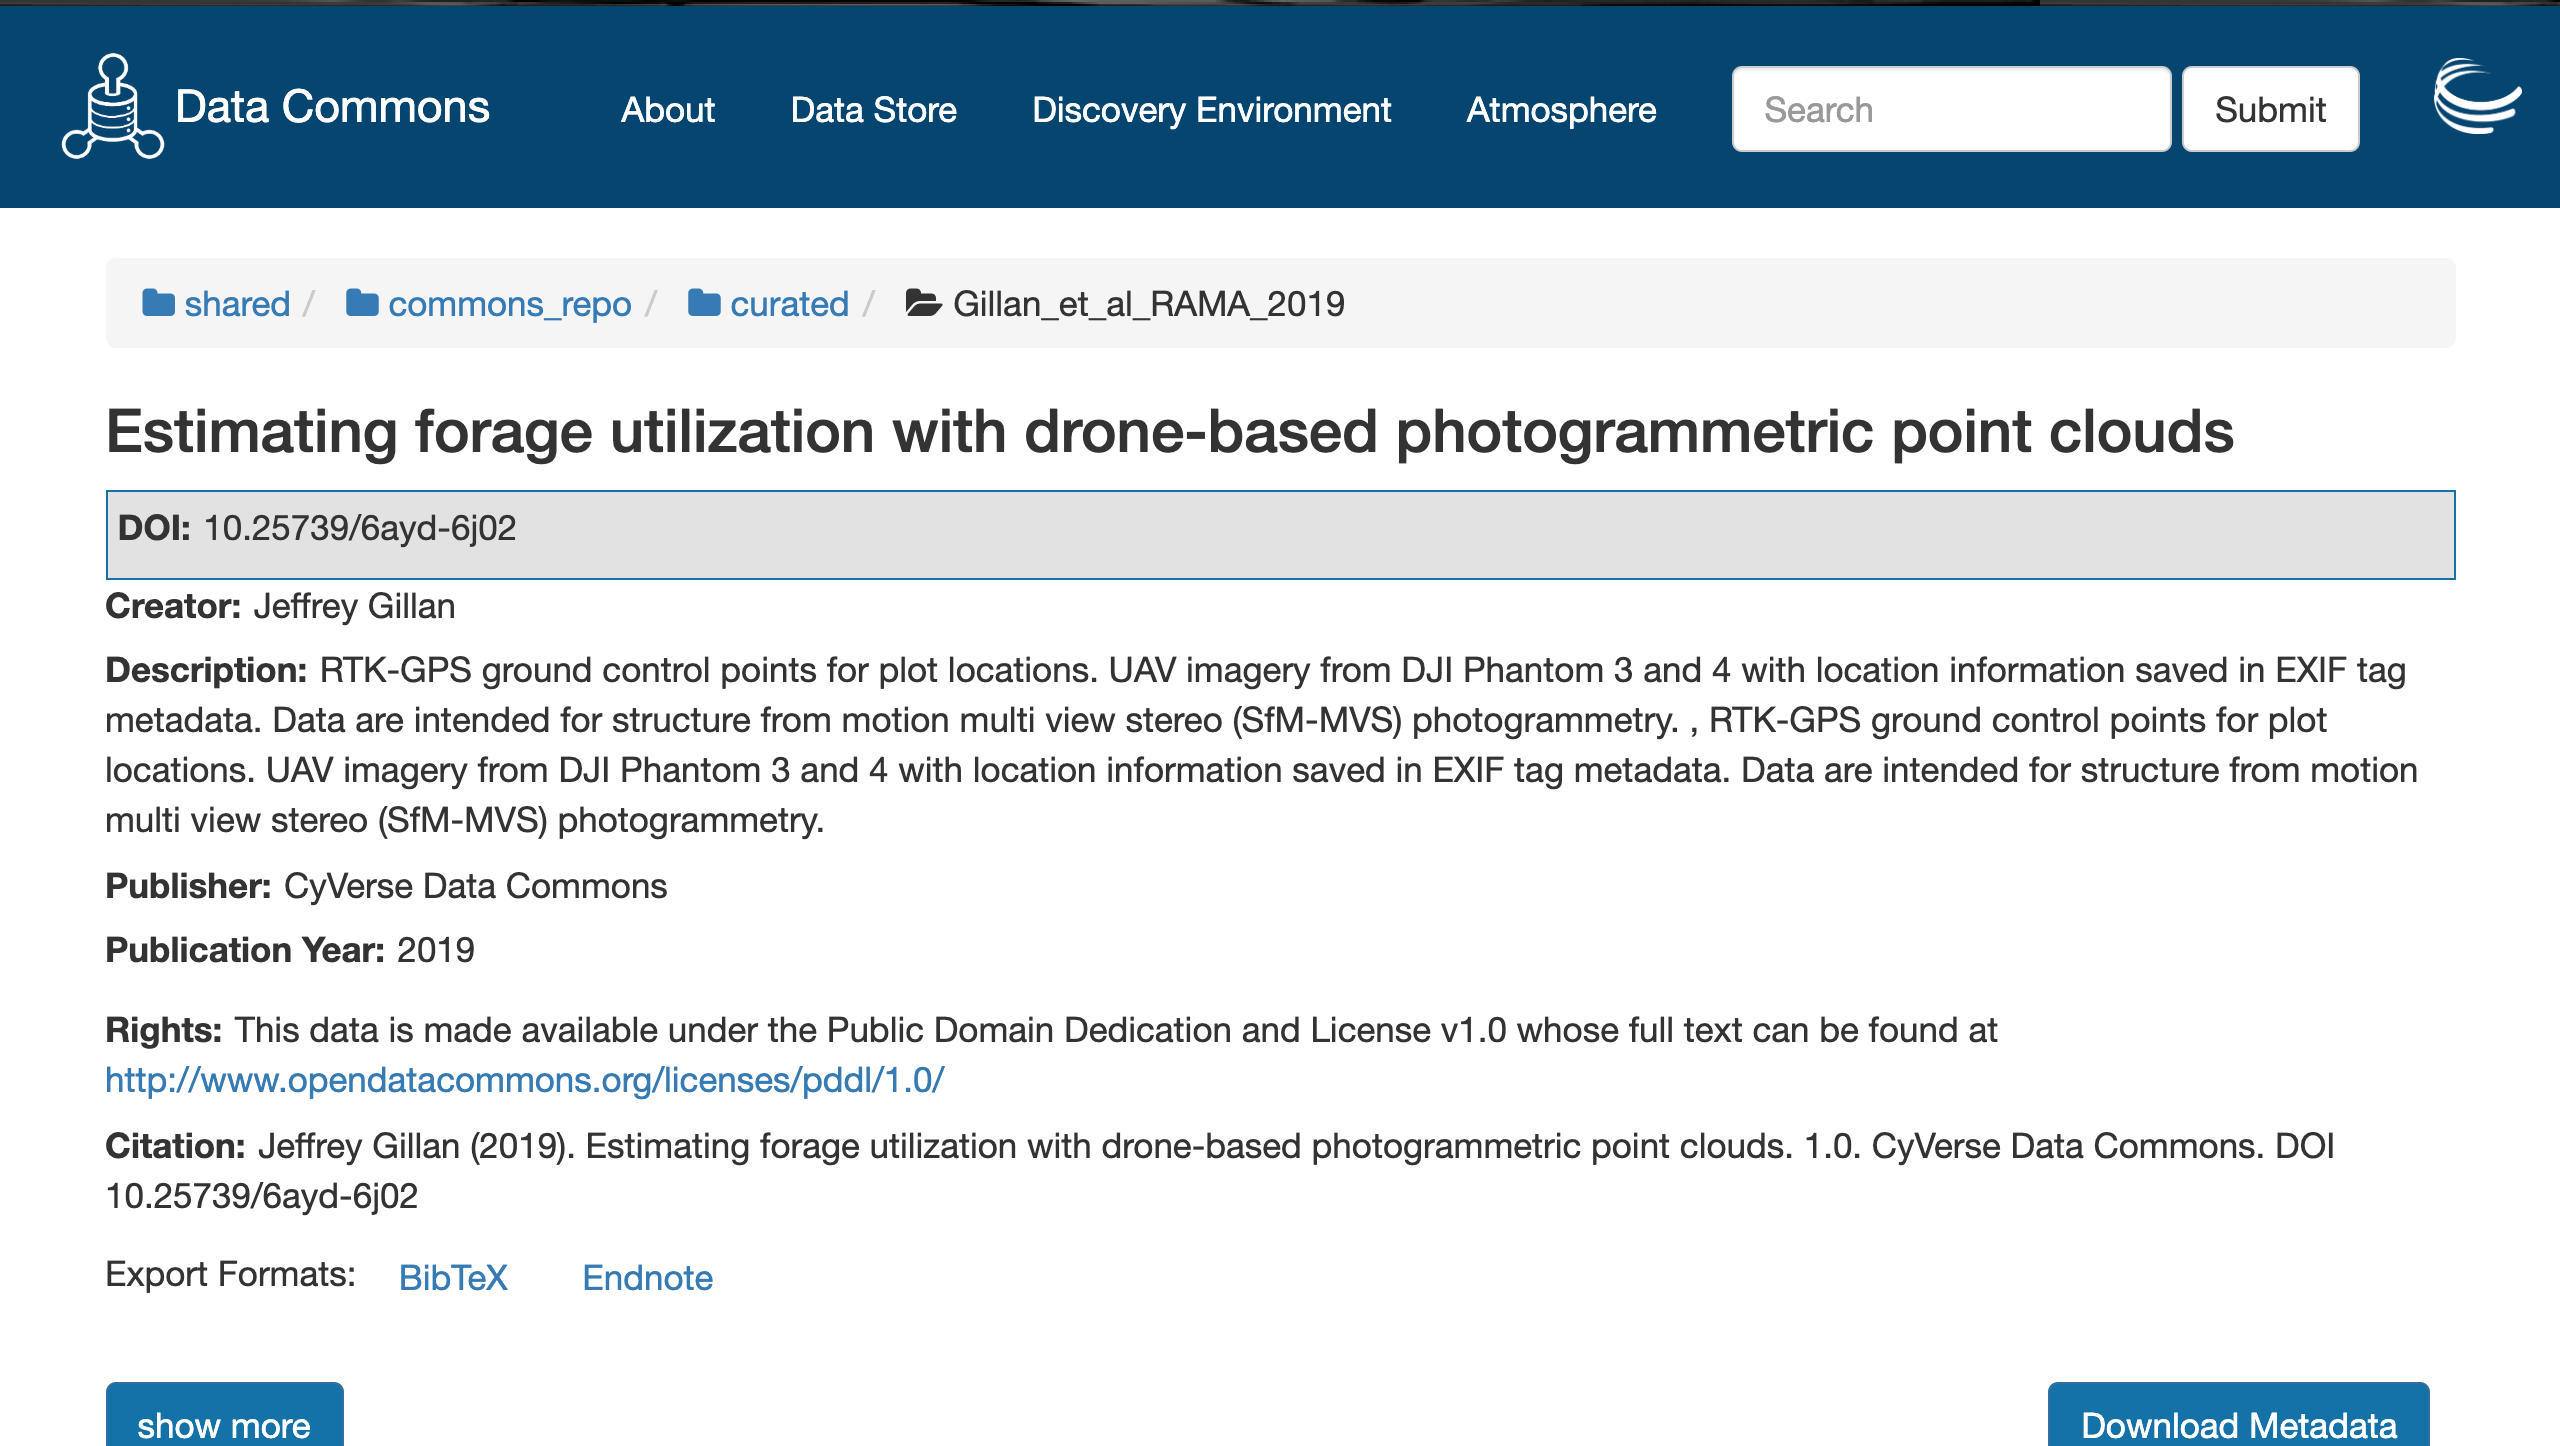 Data Commons About Data Store Discovery Environment Atmosphere Search Submit
shared / commons_repo / curated / Gillan_et_al_RAMA_2019
Estimating forage utilization with drone-based photogrammetric point clouds
DOI: 10.25739/6ayd-6j02
Creator: Jeffrey Gillan
Description: RTK-GPS ground control points for plot locations. UAV imagery from DJI Phantom 3 and 4 with location information saved in EXIF tag
metadata. Data are intended for structure from motion multi view stereo (SfM-MVS) photogrammetry. , RTK-GPS ground control points for plot
locations. UAV imagery from DJI Phantom 3 and 4 with location information saved in EXIF tag metadata. Data are intended for structure from motion
multi view stereo (SfM-MVS) photogrammetry.
Publisher: CyVerse Data Commons
Publication Year: 2019
Rights: This data is made available under the Public Domain Dedication and License v1.0 whose full text can be found at
http://www.opendatacommons.org/licenses/pddl/1.0/
Citation: Jeffrey Gillan (2019). Estimating forage utilization with drone-based photogrammetric point clouds. 1.0. CyVerse Data Commons. DOI
10.25739/6ayd-6j02
Export Formats: BibTeX Endnote
show more Download Metadata